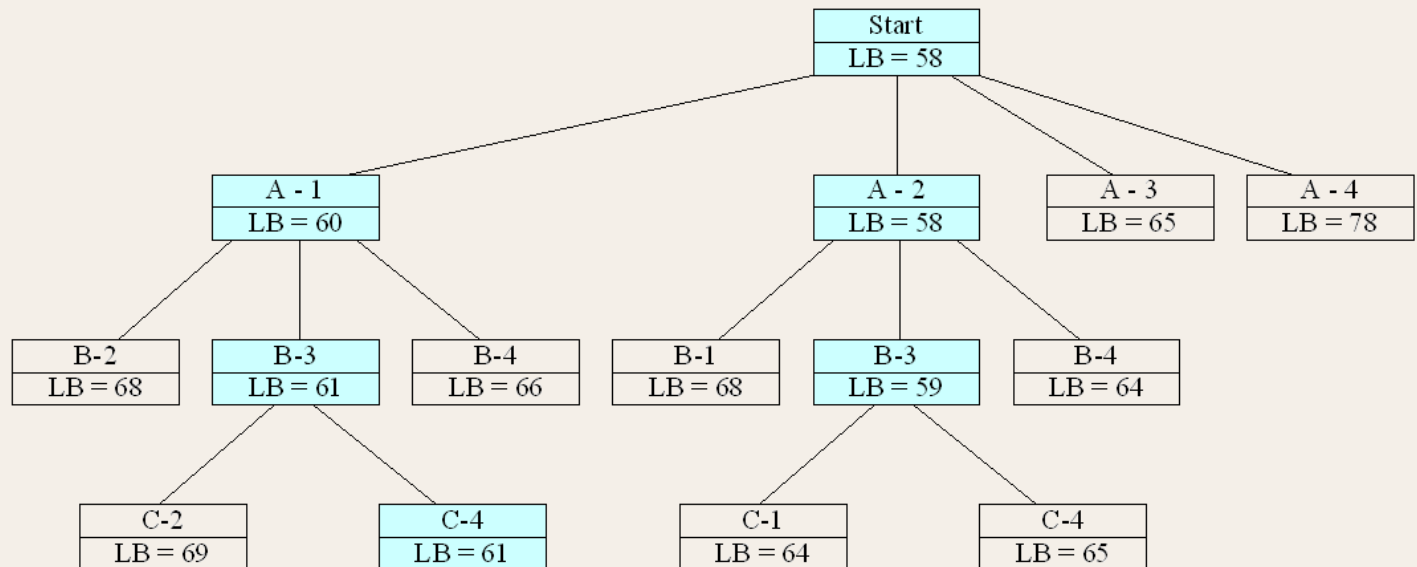 Start
LB = 58
A - 1
LB = 60
A - 2
LB = 58
A - 3
LB = 65
A - 4
LB = 78
B-2
LB = 68
B-3
LB = 61
B-4
LB = 66
B-1
LB = 68
B-3
LB = 59
B-4
LB = 64
C-2
LB = 69
C-4
LB = 61
C-1
LB = 64
C-4
LB = 65